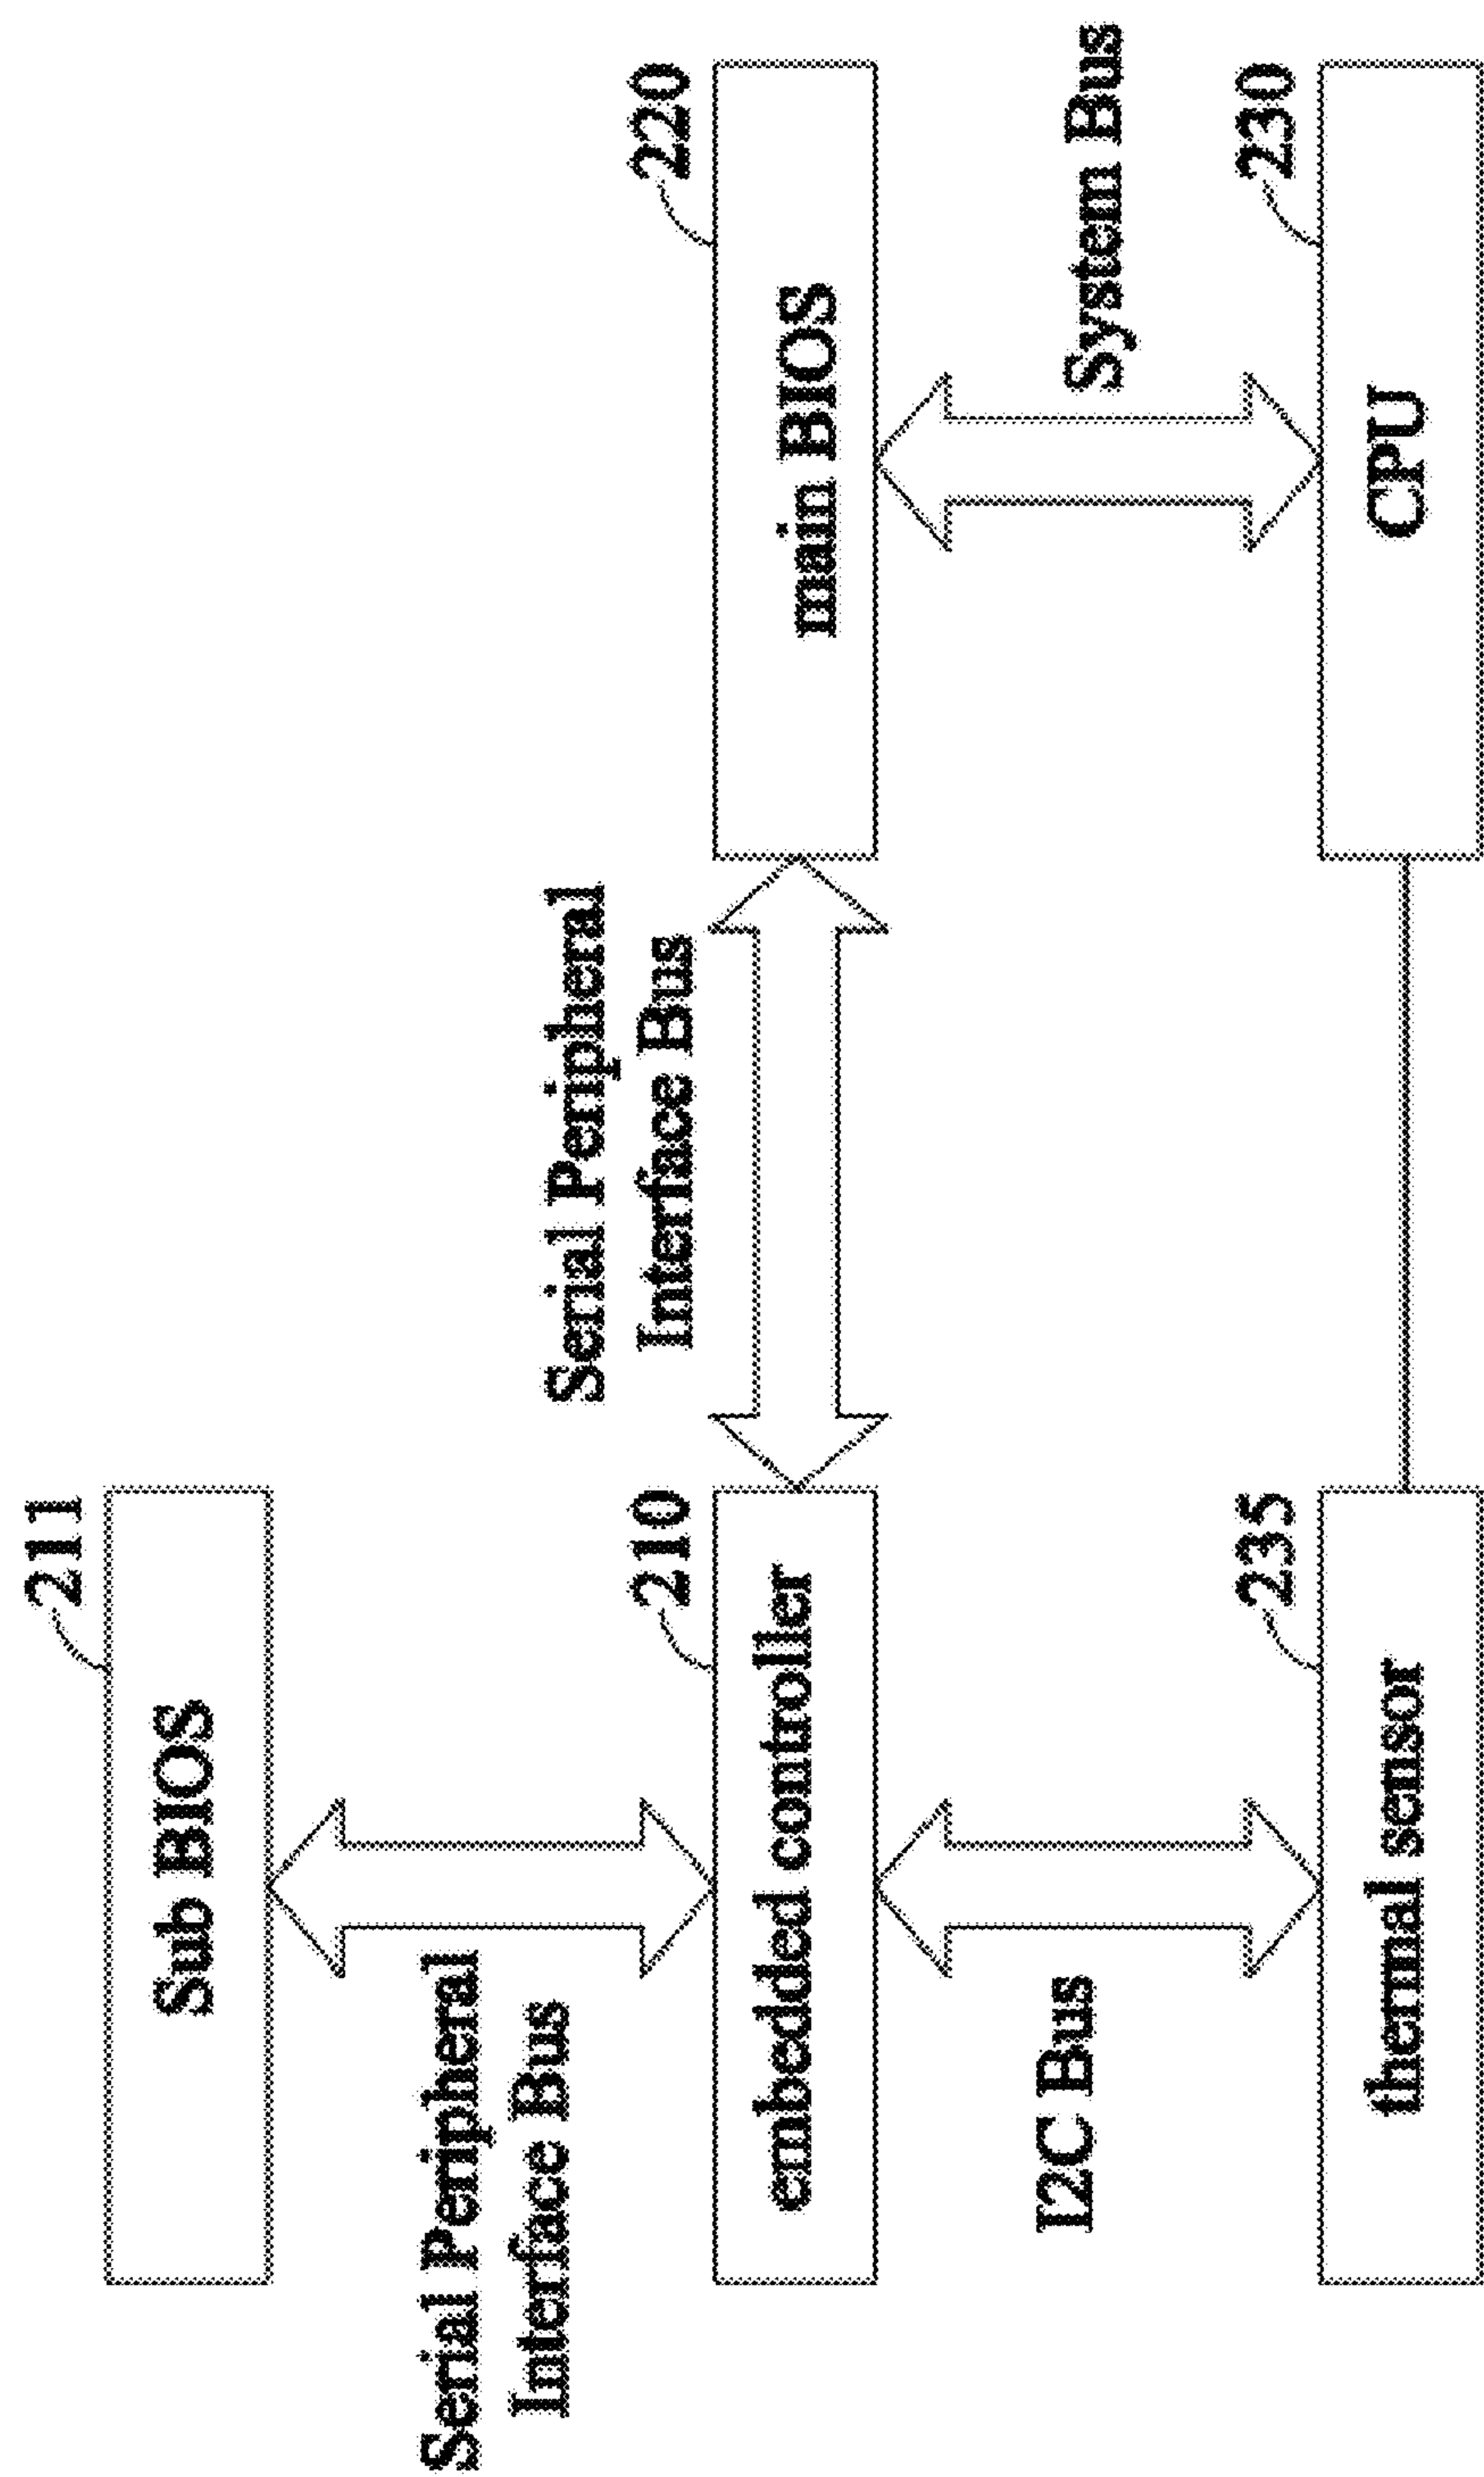 211
Sub BIOS
Serial Peripheral
Interface Bus
Serial Peripheral
Interface Bus
210
220
embedded controller
main BIOS
I2C Bus
System Bus
235
230
thermal sensor
CPU